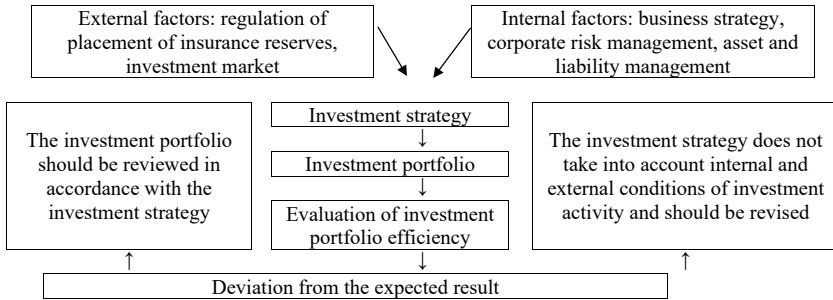 External factors: regulation of
placement of insurance reserves,
investment market
Internal factors: business strategy,
corporate risk management, asset and
liability management
The investment portfolio
should be reviewed in
accordance with the
investment strategy
Investment strategy
↓
Investment portfolio
↓
Evaluation of investment
portfolio efficiency
↓
The investment strategy does not
take into account internal and
external conditions of investment
activity and should be revised
↑
↑
Deviation from the expected result